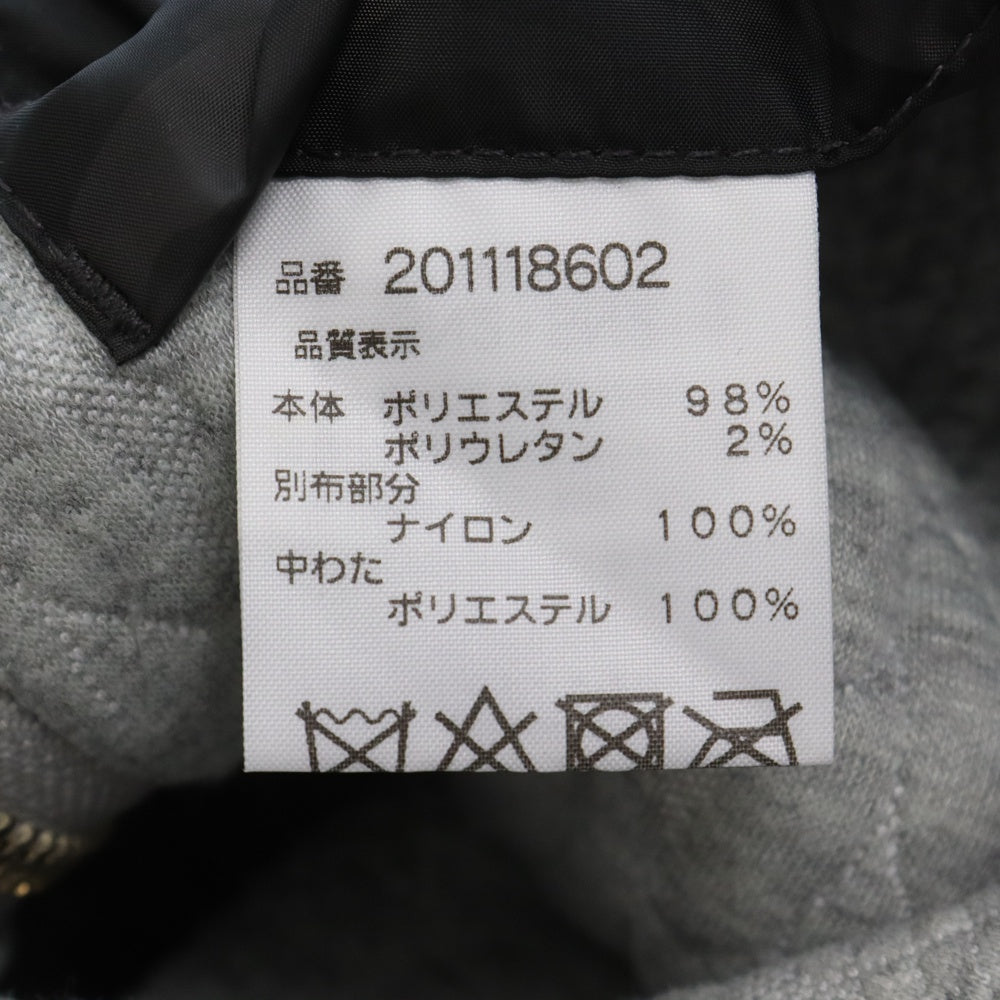 品番 201118602
品質表示
本体 ポリエステル 98%
ポリウレタン 2%
別布部分
ナイロン 100%
中わた
ポリエステル 100%